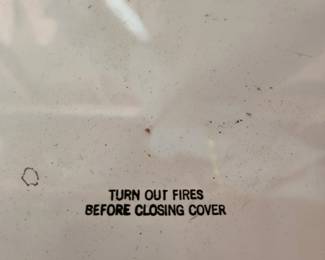 TURN OUT FIRES
BEFORE CLOSING COVER